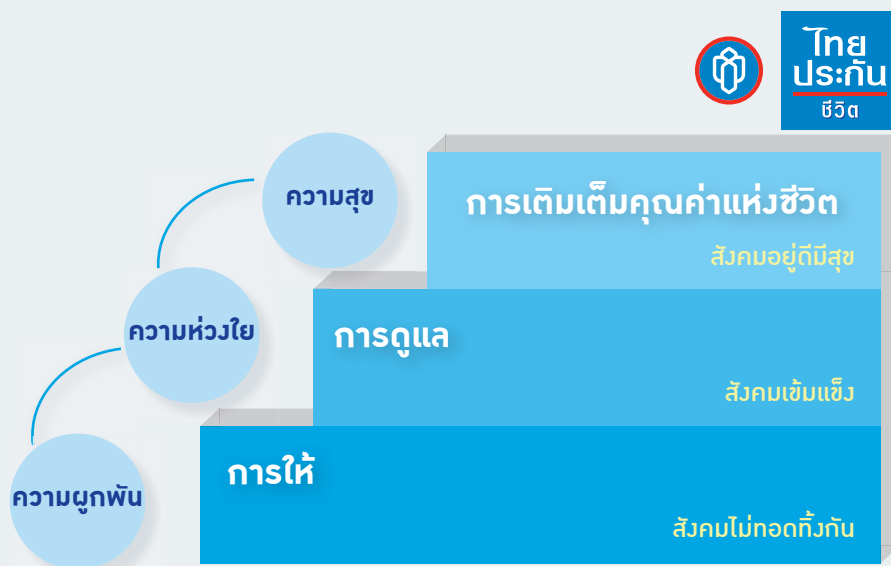 ไทย
ประกัน
ชีวิต
ความสุข
การเติมเต็มคุณค่าแห่งชีวิต
สังคมอยู่ดีมีสุข
ความห่วงใย
การดูแล
สังคมเข้มแข็ง
ความผูกพัน
การให้
สังคมไม่ทอดทิ้งกัน